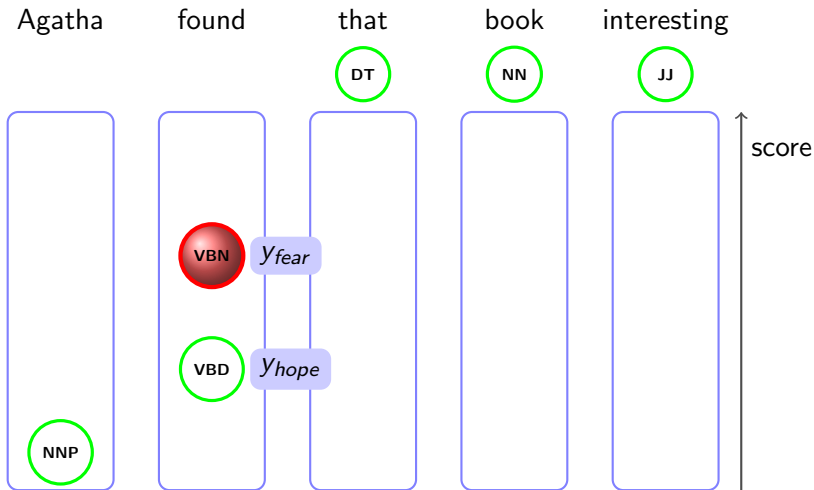 Agatha found that book interesting
DT NN JJ
score
VBN y_fear
VBD y_hope
NNP